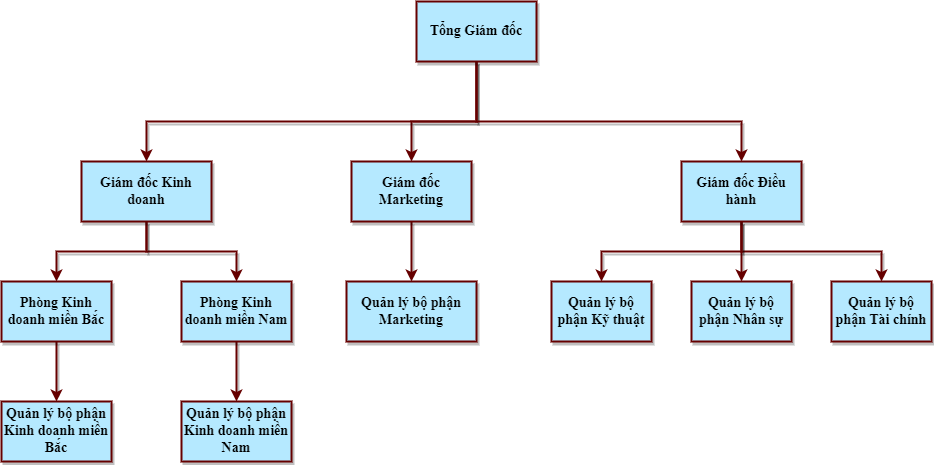 Tổng Giám đốc
Giám đốc Kinh
doanh
Giám đốc
Marketing
Giám đốc Điều
hành
Phòng Kinh
doanh miền Bắc
Phòng Kinh
doanh miền Nam
Quản lý bộ phận
Marketing
Quản lý bộ
phận Kỹ thuật
Quản lý bộ
phận Nhân sự
Quản lý bộ
phận Tài chính
Quản lý bộ phận
Kinh doanh miền
Bắc
Quản lý bộ phận
Kinh doanh miền
Nam